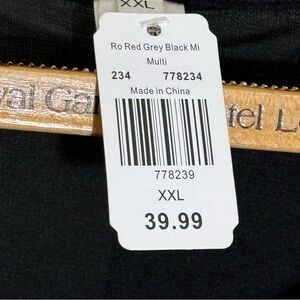 XXL
Ro Red Grey Black Mi
Multi
234 778234
Made in China
778239
XXL
39.99